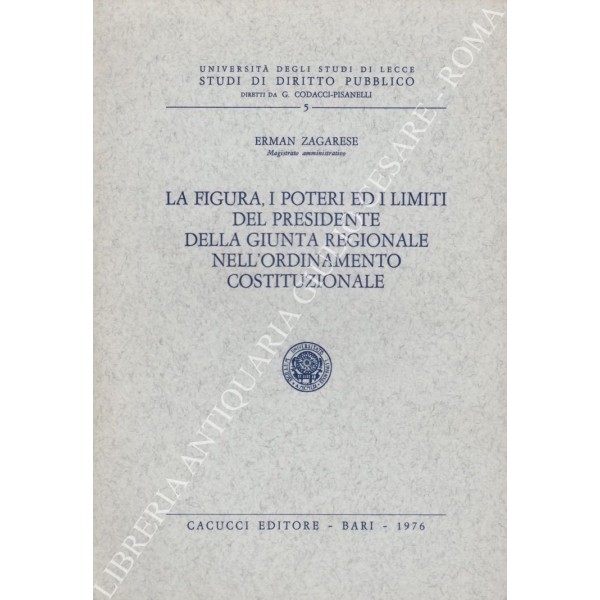 UNIVERSITÀ DEGLI STUDI DI LECCE
STUDI DI DIRITTO PUBBLICO
DIRETTI DA G. CODACCI-PISANELLI
5
ERMAN ZAGARESE
Magistrato amministrativo
LA FIGURA, I POTERI ED I LIMITI
DEL PRESIDENTE
DELLA GIUNTA REGIONALE
NELL'ORDINAMENTO
COSTITUZIONALE
CACUCCI EDITORE - BARI - 1976
LIBRERIA ANTIQUARIA GIULIO CESARE - ROMA